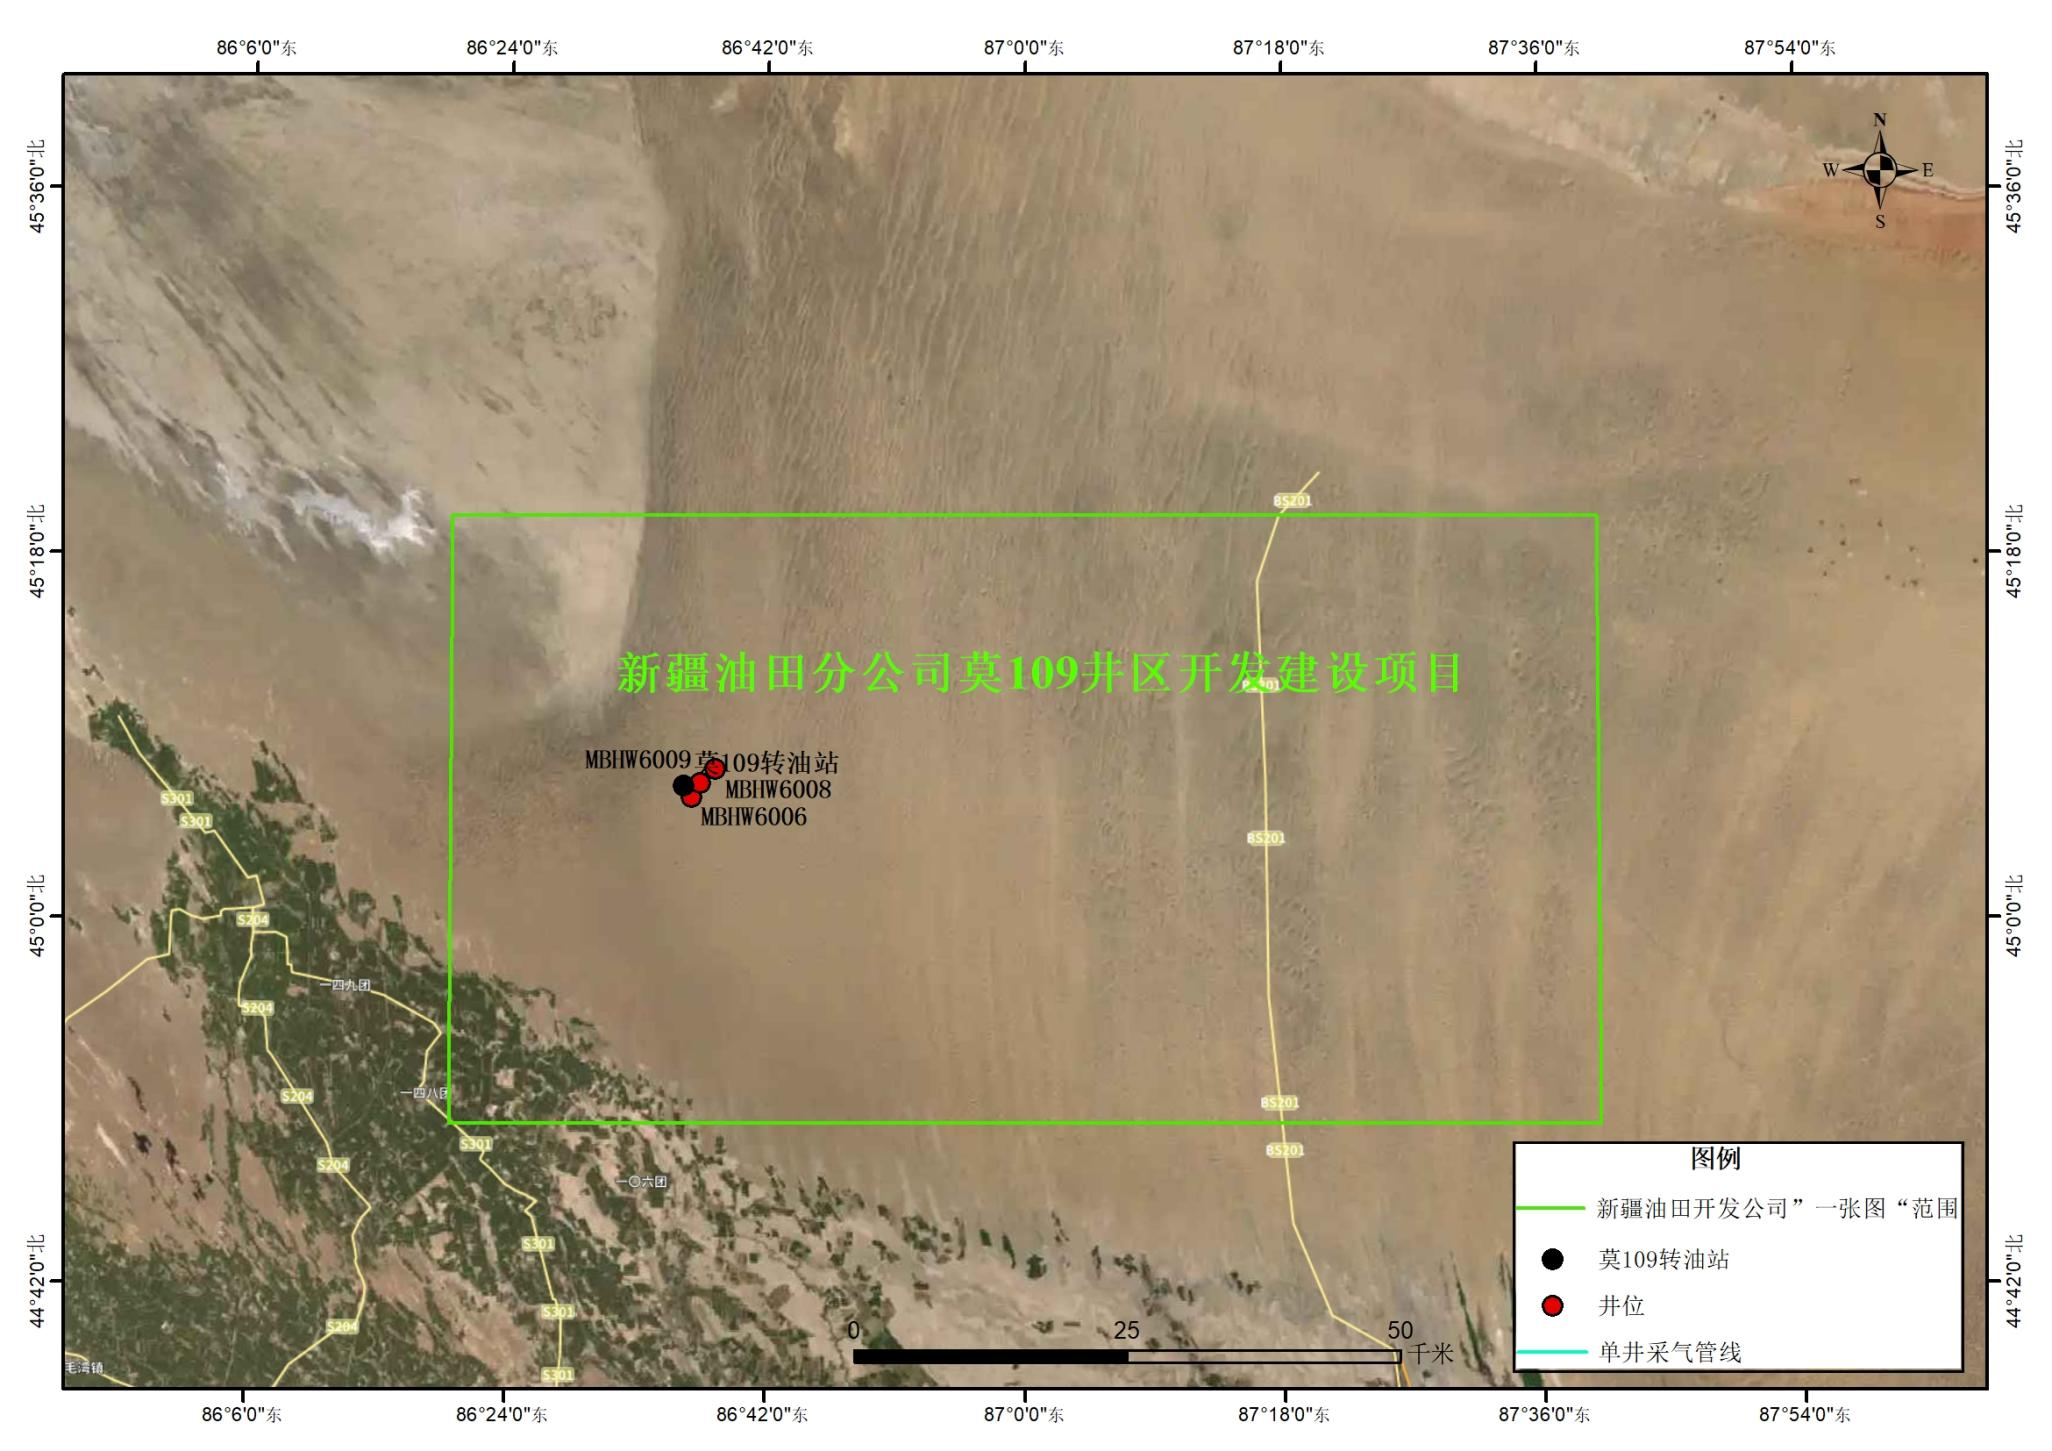 86°6'0"东
86°24'0"东
86°42'0"东
87°0'0"东
87°18'0"东
87°36'0"东
87°54'0"东
45°36'0"北
45°36'0"北
N
W
E
S
45°18'0"北
45°18'0"北
BS201
新疆油田分公司莫109井区开发建设项目
BS201
MBHW6009
莫109转油站
MBHW6008
MBHW6006
S301
S301
BS201
S204
45°0'0"北
45°0'0"北
一四九团
S204
一四八团
S204
BS201
S301
BS201
S204
一〇六团
S301
44°42'0"北
44°42'0"北
S301
S204
S301
毛湾镇
0
25
50
千米
图例
新疆油田开发公司”一张图“范围
莫109转油站
井位
单井采气管线
86°6'0"东
86°24'0"东
86°42'0"东
87°0'0"东
87°18'0"东
87°36'0"东
87°54'0"东